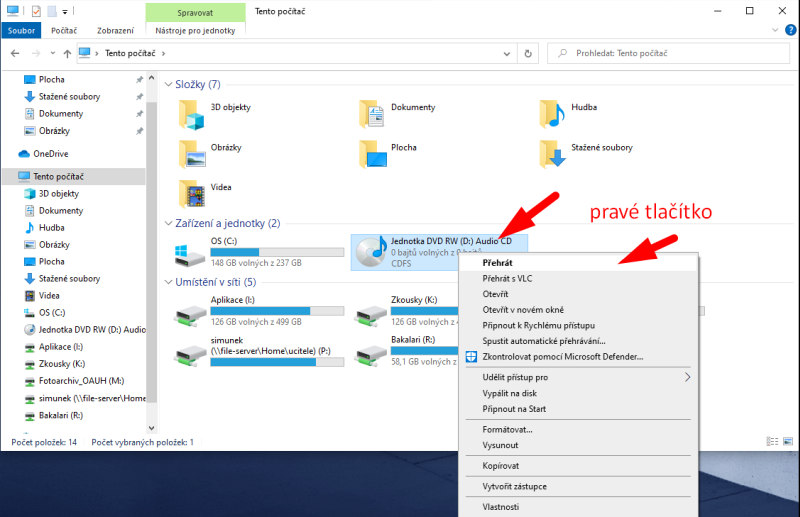 Spravovat
Tento počítač
Soubor
Počítač
Zobrazení
Nástroje pro jednotky
Tento počítač
Prohledat: Tento počítač
Plocha
Stažené soubory
Dokumenty
Obrázky
OneDrive
Tento počítač
3D objekty
Dokumenty
Hudba
Obrázky
Plocha
Stažené soubory
Videa
OS (C:)
Jednotka DVD RW (D:) Audio
Aplikace (I:)
Zkousky (K:)
Fotoarchiv_OAUH (M:)
simunek (\\file-server\Home
Bakalari (R:)
Složky (7)
3D objekty
Dokumenty
Hudba
Obrázky
Plocha
Stažené soubory
Videa
Zařízení a jednotky (2)
OS (C:)
148 GB volných z 237 GB
Jednotka DVD RW (D:) Audio CD
0 bajtů volných z 0 bajtů
CDFS
Umístění v síti (5)
Aplikace (I:)
126 GB volných z 499 GB
Zkousky (K:)
126 GB volných z
simunek
(\\file-server\Home\ucitele) (P:)
Bakalari (R:)
58,1 GB volných z
pravé tlačítko
Přehrát
Přehrát s VLC
Otevřít
Otevřít v novém okně
Připnout k Rychlému přístupu
Spustit automatické přehrávání...
Zkontrolovat pomocí Microsoft Defender...
Udělit přístup pro
Vypálit na disk
Připnout na Start
Formátovat...
Vysunout
Kopírovat
Vytvořit zástupce
Vlastnosti
Počet položek: 14
Počet vybraných položek: 1